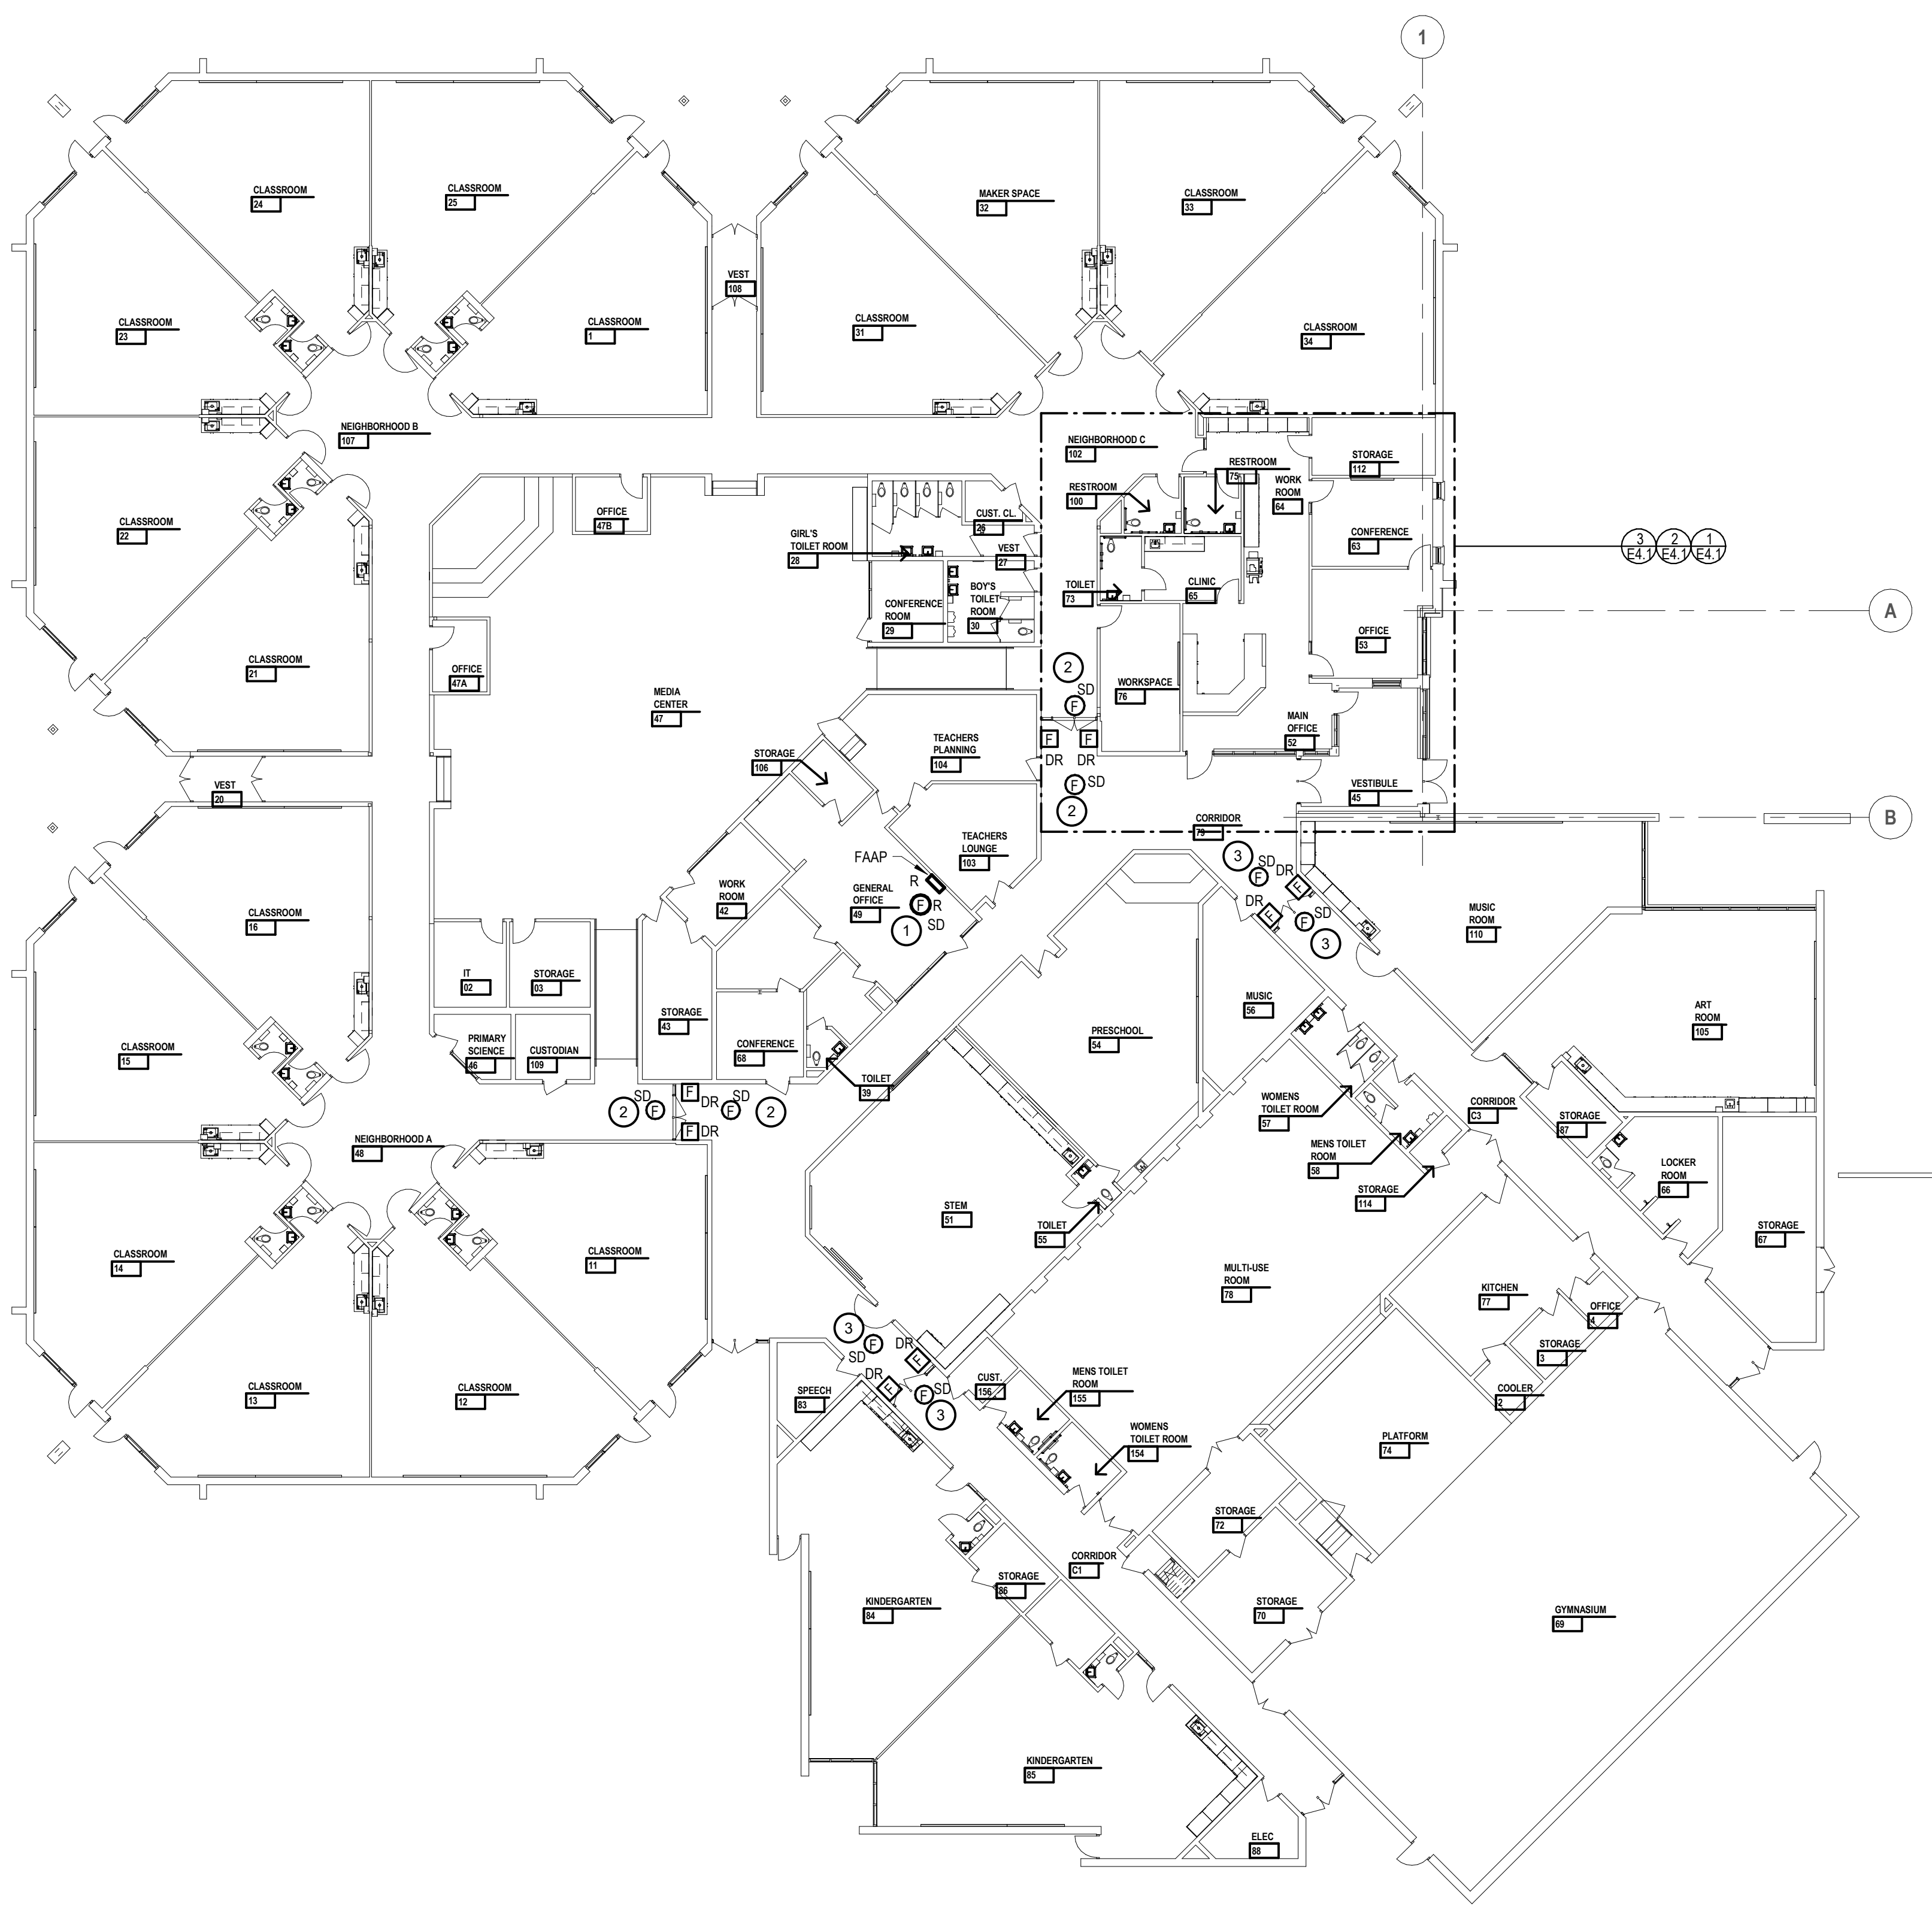 1
CLASSROOM
24
CLASSROOM
25
MAKER SPACE
32
CLASSROOM
33
VEST
108
CLASSROOM
23
CLASSROOM
1
CLASSROOM
31
CLASSROOM
34
NEIGHBORHOOD B
107
NEIGHBORHOOD C
102
STORAGE
112
RESTROOM
75
WORK
ROOM
64
RESTROOM
100
CLASSROOM
22
OFFICE
47B
CUST. CL.
26
GIRL'S
TOILET ROOM
28
VEST
27
CONFERENCE
63
3
E4.1
2
E4.1
1
E4.1
TOILET
73
CLINIC
65
BOY'S
TOILET
ROOM
30
CONFERENCE
ROOM
29
A
OFFICE
53
CLASSROOM
21
OFFICE
47A
2
SD
F
WORKSPACE
76
MEDIA
CENTER
47
MAIN
OFFICE
52
TEACHERS
PLANNING
104
F
F
DR
DR
STORAGE
106
F
SD
2
VEST
20
VESTIBULE
45
CORRIDOR
79
B
TEACHERS
LOUNGE
103
FAAP
R
F
R
1
SD
3
SD
F
DR
F
DR
F
F
SD
3
WORK
ROOM
42
GENERAL
OFFICE
49
CLASSROOM
16
MUSIC
ROOM
110
IT
02
STORAGE
03
STORAGE
43
MUSIC
56
ART
ROOM
105
CLASSROOM
15
PRIMARY
SCIENCE
46
CUSTODIAN
109
CONFERENCE
68
PRESCHOOL
54
TOILET
39
2
SD
F
F
DR
F
DR
SD
F
2
WOMENS
TOILET ROOM
57
CORRIDOR
C3
STORAGE
87
NEIGHBORHOOD A
48
MENS TOILET
ROOM
58
STORAGE
114
LOCKER
ROOM
66
STEM
51
TOILET
55
STORAGE
67
CLASSROOM
14
CLASSROOM
11
MULTI-USE
ROOM
78
KITCHEN
77
OFFICE
4
STORAGE
3
3
F
SD
DR
F
DR
F
F
SD
3
CLASSROOM
13
CLASSROOM
12
SPEECH
83
CUST.
156
MENS TOILET
ROOM
155
COOLER
2
WOMENS
TOILET ROOM
154
PLATFORM
74
STORAGE
72
CORRIDOR
C1
STORAGE
86
KINDERGARTEN
84
STORAGE
70
GYMNASIUM
69
KINDERGARTEN
85
ELEC
88